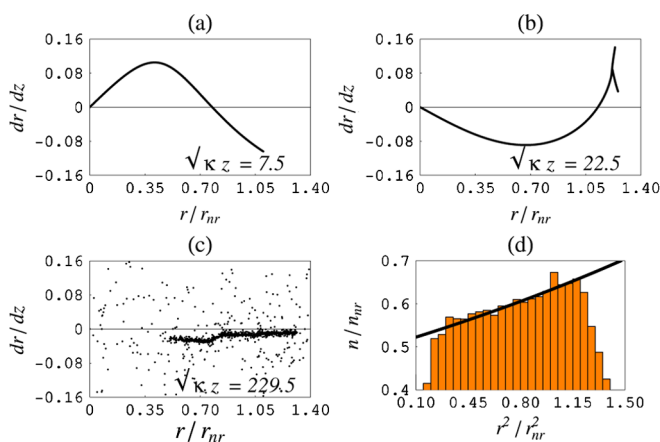 (a)
(b)
0.16
0.08
0
-0.08
-0.16
dr/dz
√κ z = 7.5
0 0.35 0.70 1.05 1.40
r/r_nr
0.16
0.08
0
-0.08
-0.16
dr/dz
√κ z = 22.5
0 0.35 0.70 1.05 1.40
r/r_nr
(c)
(d)
0.16
0.08
0
-0.08
-0.16
dr/dz
√κ z = 229.5
0 0.35 0.70 1.05 1.40
r/r_nr
0.7
0.6
0.5
0.4
n/n_nr
0.10 0.45 0.80 1.15 1.50
r²/r²_nr